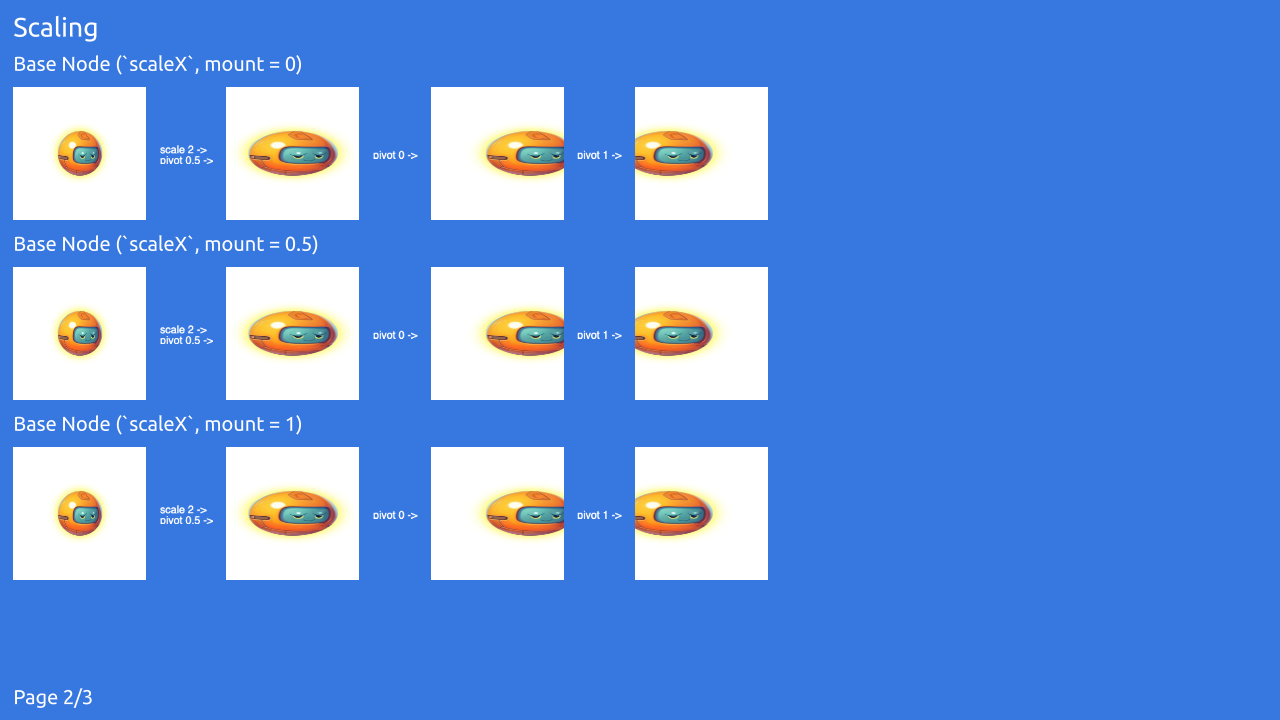 Scaling
Base Node (`scaleX`, mount = 0)
scale 2 ->
pivot 0.5 ->
pivot 0 ->
pivot 1 ->
Base Node (`scaleX`, mount = 0.5)
scale 2 ->
pivot 0.5 ->
pivot 0 ->
pivot 1 ->
Base Node (`scaleX`, mount = 1)
scale 2 ->
pivot 0.5 ->
pivot 0 ->
pivot 1 ->
Page 2/3